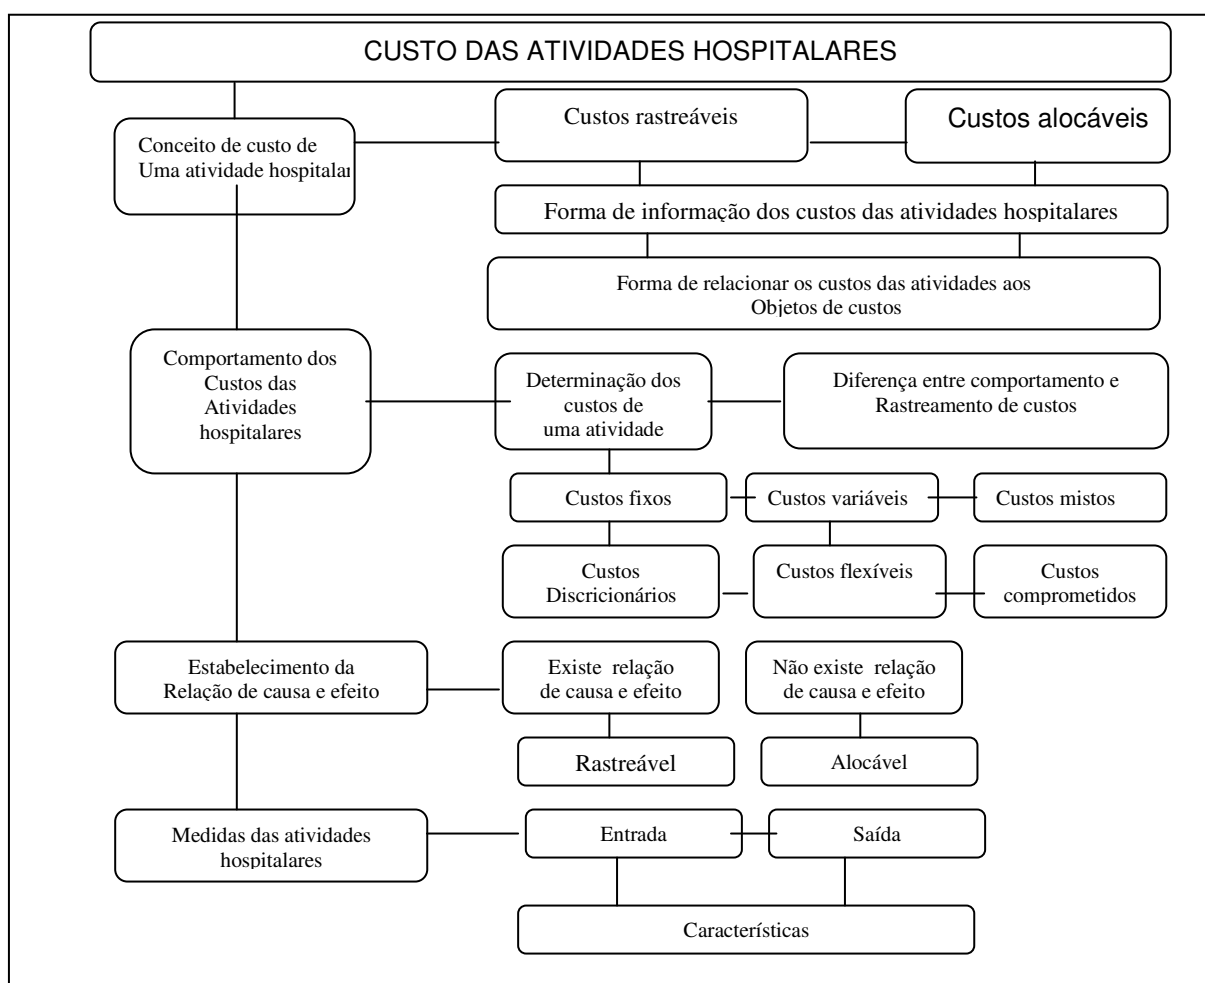 CUSTO DAS ATIVIDADES HOSPITALARES
Conceito de custo de
Uma atividade hospitalar
Custos rastreáveis
Custos alocáveis
Forma de informação dos custos das atividades hospitalares
Forma de relacionar os custos das atividades aos
Objetos de custos
Comportamento dos
Custos das
Atividades
hospitalares
Determinação dos
custos de
uma atividade
Diferença entre comportamento e
Rastreamento de custos
Custos fixos
Custos variáveis
Custos mistos
Custos
Discricionários
Custos flexíveis
Custos
comprometidos
Estabelecimento da
Relação de causa e efeito
Existe relação
de causa e efeito
Não existe relação
de causa e efeito
Rastreável
Alocável
Medidas das atividades
hospitalares
Entrada
Saída
Características